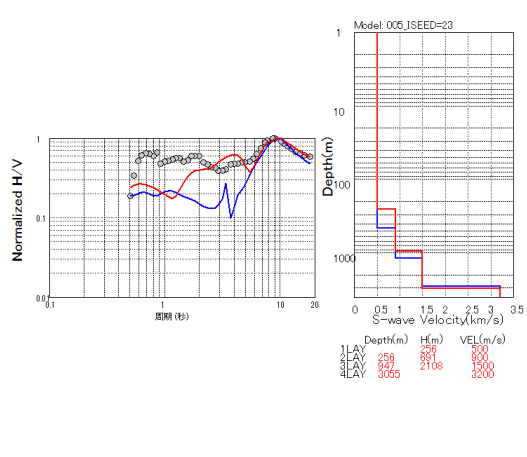 Model: 005_ISEED=23
1
10
100
1000
Depth(m)
0 0.5 1 1.5 2 2.5 3 3.5
S-wave Velocity(km/s)
Normalized H/V
1
0.1
0.01
0.1 1 10 20
周期 (秒)
Depth(m) H(m) VEL(m/s)
1LAY 256 500
2LAY 256 691 900
3LAY 947 2108 1500
4LAY 3055 3200